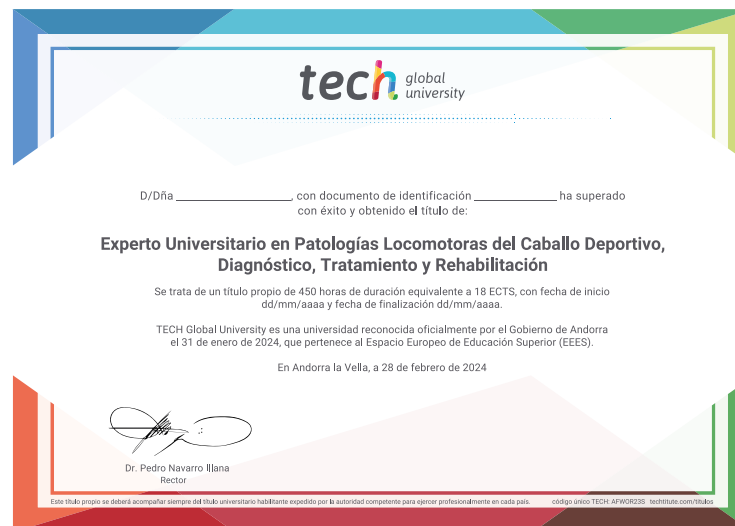 tech global university
D/Dña ____________________, con documento de identificación ______________ ha superado
con éxito y obtenido el título de:
Experto Universitario en Patologías Locomotoras del Caballo Deportivo,
Diagnóstico, Tratamiento y Rehabilitación
Se trata de un título propio de 450 horas de duración equivalente a 18 ECTS, con fecha de inicio
dd/mm/aaaa y fecha de finalización dd/mm/aaaa.
TECH Global University es una universidad reconocida oficialmente por el Gobierno de Andorra
el 31 de enero de 2024, que pertenece al Espacio Europeo de Educación Superior (EEES).
En Andorra la Vella, a 28 de febrero de 2024
Dr. Pedro Navarro Illana
Rector
Este título propio se deberá acompañar siempre del título universitario habilitante expedido por la autoridad competente para ejercer profesionalmente en cada país. código único TECH: AFWOR23S techtitute.com/titulos